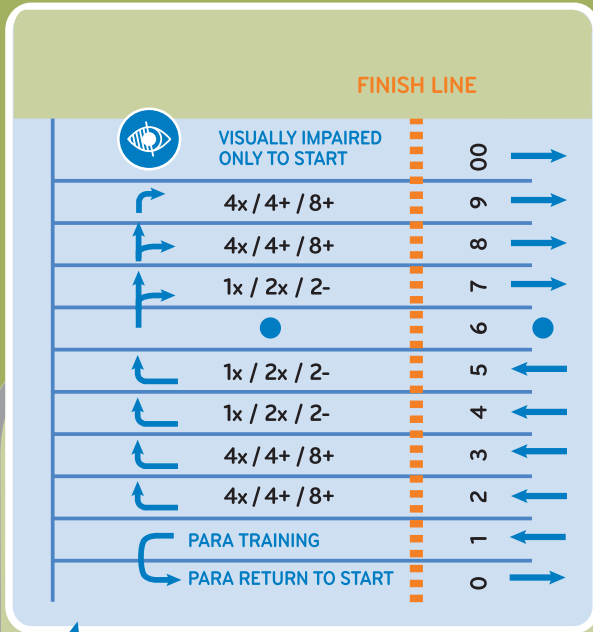 FINISH LINE
VISUALLY IMPAIRED
ONLY TO START
00
4x / 4+ / 8+
9
4x / 4+ / 8+
8
1x / 2x / 2-
7
6
1x / 2x / 2-
5
1x / 2x / 2-
4
4x / 4+ / 8+
3
4x / 4+ / 8+
2
PARA TRAINING
1
PARA RETURN TO START
0